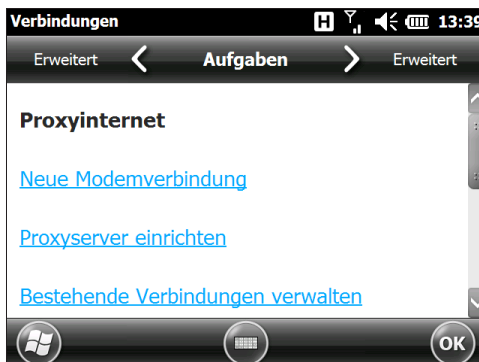 Verbindungen H 13:39
Erweitert Aufgaben Erweitert
Proxyinternet
Neue Modemverbindung
Proxyserver einrichten
Bestehende Verbindungen verwalten
OK